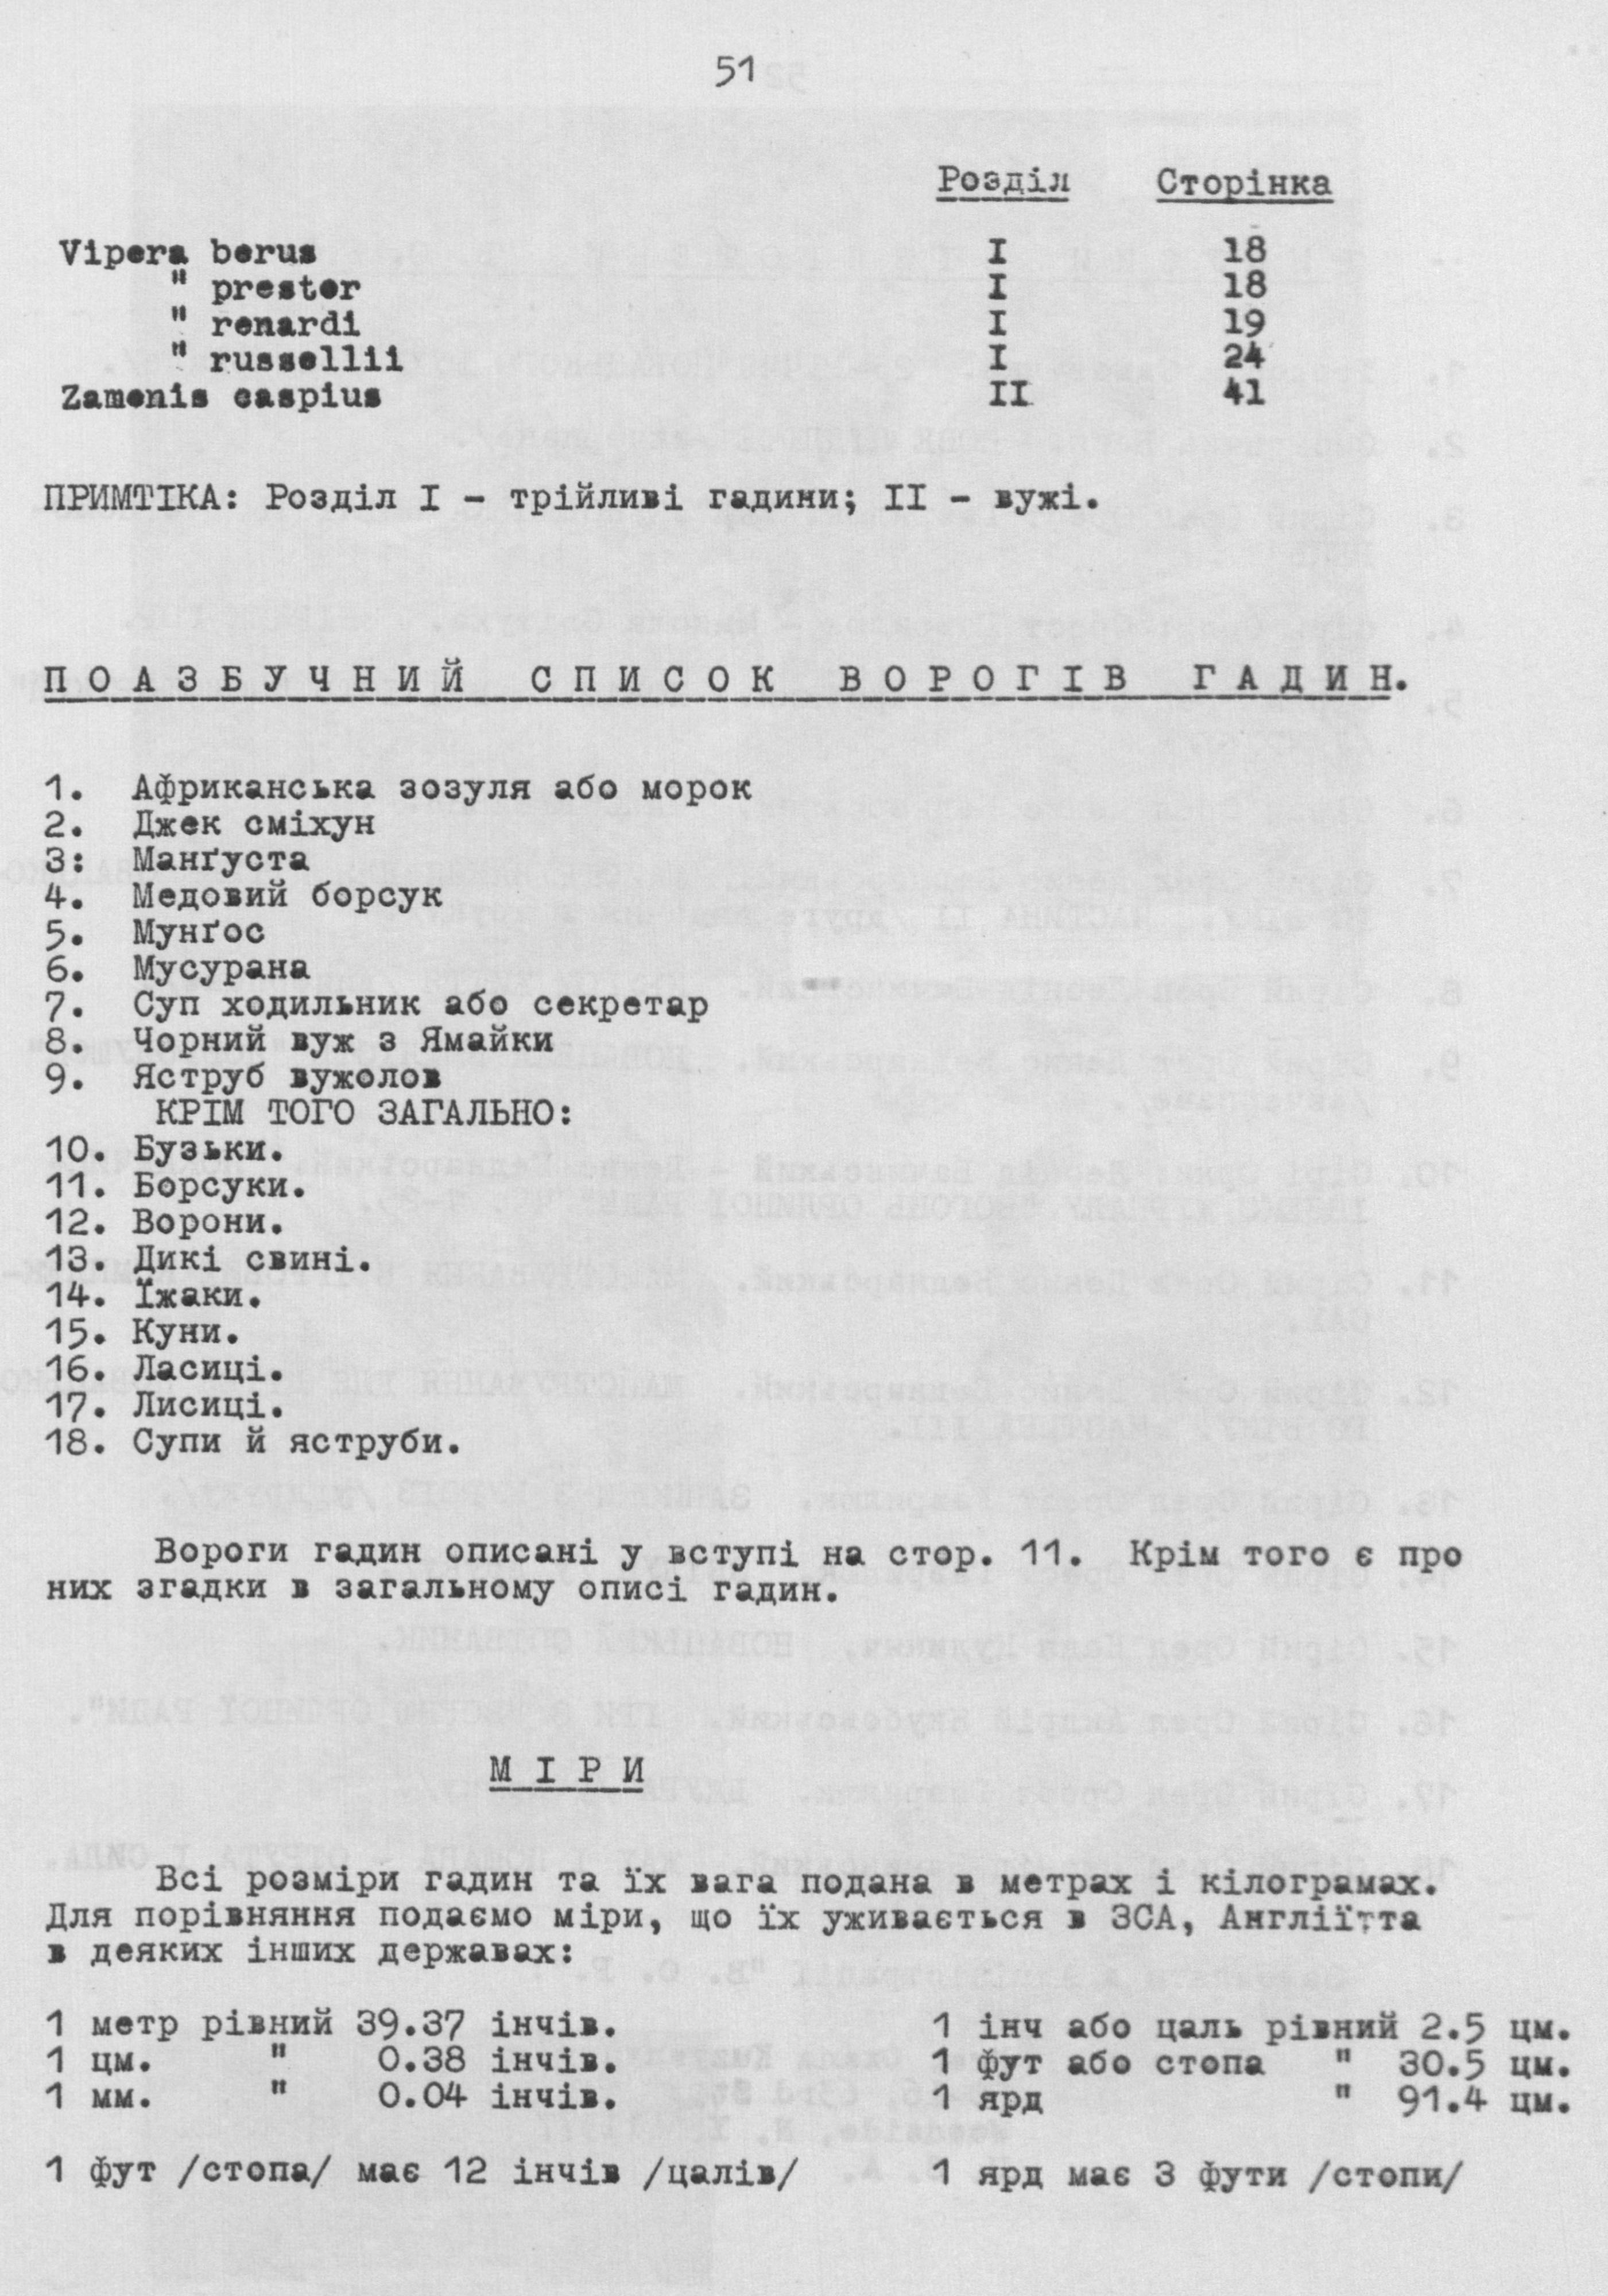 51
Розділ Сторінка
Vipera berus I 18
" prester I 18
" renardi I 19
" russellii I 24
Zamenis caspius II 41
ПРИМТІКА: Розділ I - трійливі гадини; II - вужі.
П О А З Б У Ч Н И Й С П И С О К В О Р О Г І В Г А Д И Н.
1. Африканська зозуля або морок
2. Джек сміхун
3: Манґуста
4. Медовий борсук
5. Мунґос
6. Мусурана
7. Суп ходильник або секретар
8. Чорний вуж з Ямайки
9. Яструб вужолов
КРІМ ТОГО ЗАГАЛЬНО:
10. Бузьки.
11. Борсуки.
12. Ворони.
13. Дикі свині.
14. Їжаки.
15. Куни.
16. Ласиці.
17. Лисиці.
18. Супи й яструби.
Вороги гадин описані у вступі на стор. 11. Крім того є про
них згадки в загальному описі гадин.
М І Р И
Всі розміри гадин та їх вага подана в метрах і кілограмах.
Для порівняння подаємо міри, що їх уживається в ЗСА, Англіїтта
в деяких інших державах:
1 метр рівний 39.37 інчів. 1 інч або цаль рівний 2.5 цм.
1 цм. " 0.38 інчів. 1 фут або стопа " 30.5 цм.
1 мм. " 0.04 інчів. 1 ярд " 91.4 цм.
1 фут /стопа/ має 12 інчів /цалів/ 1 ярд має 3 фути /стопи/